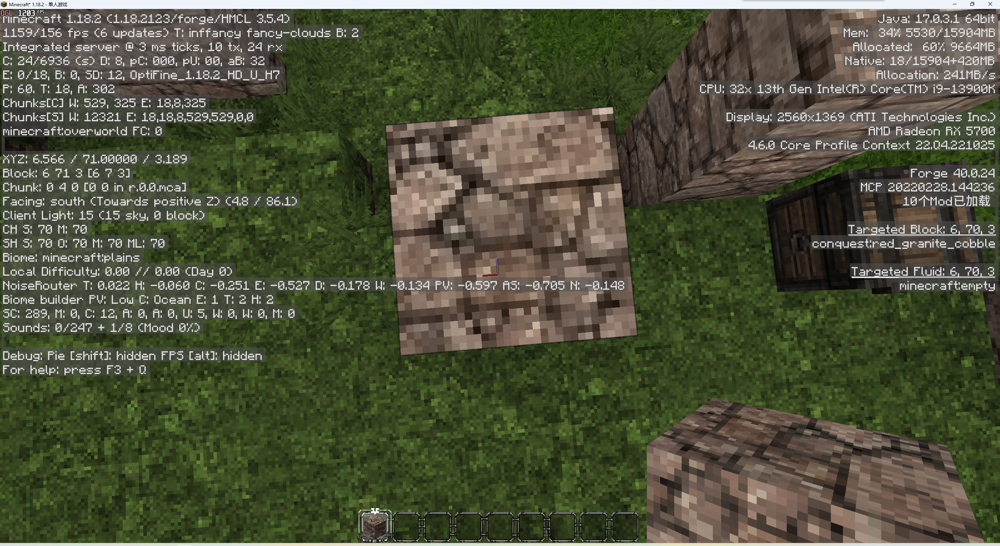 Minecraft* 1.18.2 - 单人游戏
OGL 1203 FPS
Minecraft 1.18.2 (1.18.2123/forge/HMCL 3.5.4)
1159/156 fps (6 updates) T: inffancy fancy-clouds B: 2
Integrated server @ 3 ms ticks, 10 tx, 24 rx
C: 24/6936 (s) D: 8, pC: 000, pU: 00, aB: 32
E: 0/18, B: 0, SD: 12, OptiFine_1.18.2_HD_U_H7
P: 60. T: 18, A: 302
Chunks[C] W: 529, 325 E: 18,8,325
Chunks[S] W: 12321 E: 18,18,8,529,529,0,0
minecraft:overworld FC: 0
XYZ: 6.566 / 71.00000 / 3.189
Block: 6 71 3 [6 7 3]
Chunk: 0 4 0 [0 0 in r.0.0.mca]
Facing: south (Towards positive Z) (4.8 / 86.1)
Client Light: 15 (15 sky, 0 block)
CH S: 70 M: 70
SH S: 70 O: 70 M: 70 ML: 70
Biome: minecraft:plains
Local Difficulty: 0.00 // 0.00 (Day 0)
NoiseRouter T: 0.022 H: -0.060 C: -0.251 E: -0.527 D: -0.178 W: -0.134 PV: -0.597 AS: -0.705 N: -0.148
Biome builder PV: Low C: Ocean E: 1 T: 2 H: 2
SC: 289, M: 0, C: 12, A: 0, A: 0, U: 5, W: 0, W: 0, M: 0
Sounds: 0/247 + 1/8 (Mood 0%)
Debug: Pie [shift]: hidden FPS [alt]: hidden
For help: press F3 + Q
Java: 17.0.3.1 64bit
Mem: 34% 5530/15904MB
Allocated: 60% 9664MB
Native: 18/15904+420MB
Allocation: 241MB/s
CPU: 32x 13th Gen Intel(R) Core(TM) i9-13900K
Display: 2560x1369 (ATI Technologies Inc.)
AMD Radeon RX 5700
4.6.0 Core Profile Context 22.Q4.221025
Forge 40.0.24
MCP 20220228.144236
10个Mod已加载
Targeted Block: 6, 70, 3
conquest:red_granite_cobble
Targeted Fluid: 6, 70, 3
minecraft:empty